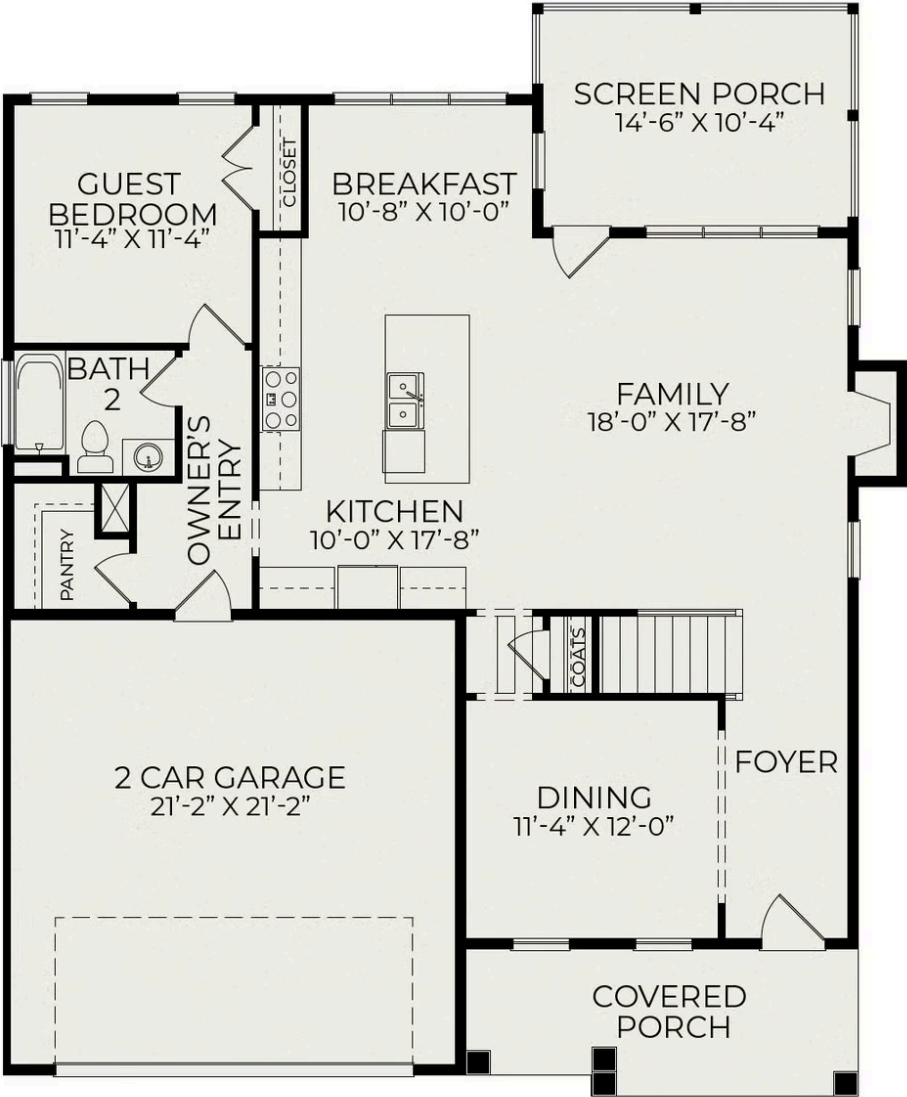 SCREEN PORCH
14’-6” X 10’-4”
GUEST
BEDROOM
11’-4” X 11’-4”
CLOSET
BREAKFAST
10’-8” X 10’-0”
BATH
2
OWNER’S
ENTRY
FAMILY
18’-0” X 17’-8”
KITCHEN
10’-0” X 17’-8”
PANTRY
COATS
2 CAR GARAGE
21’-2” X 21’-2”
DINING
11’-4” X 12’-0”
FOYER
COVERED
PORCH